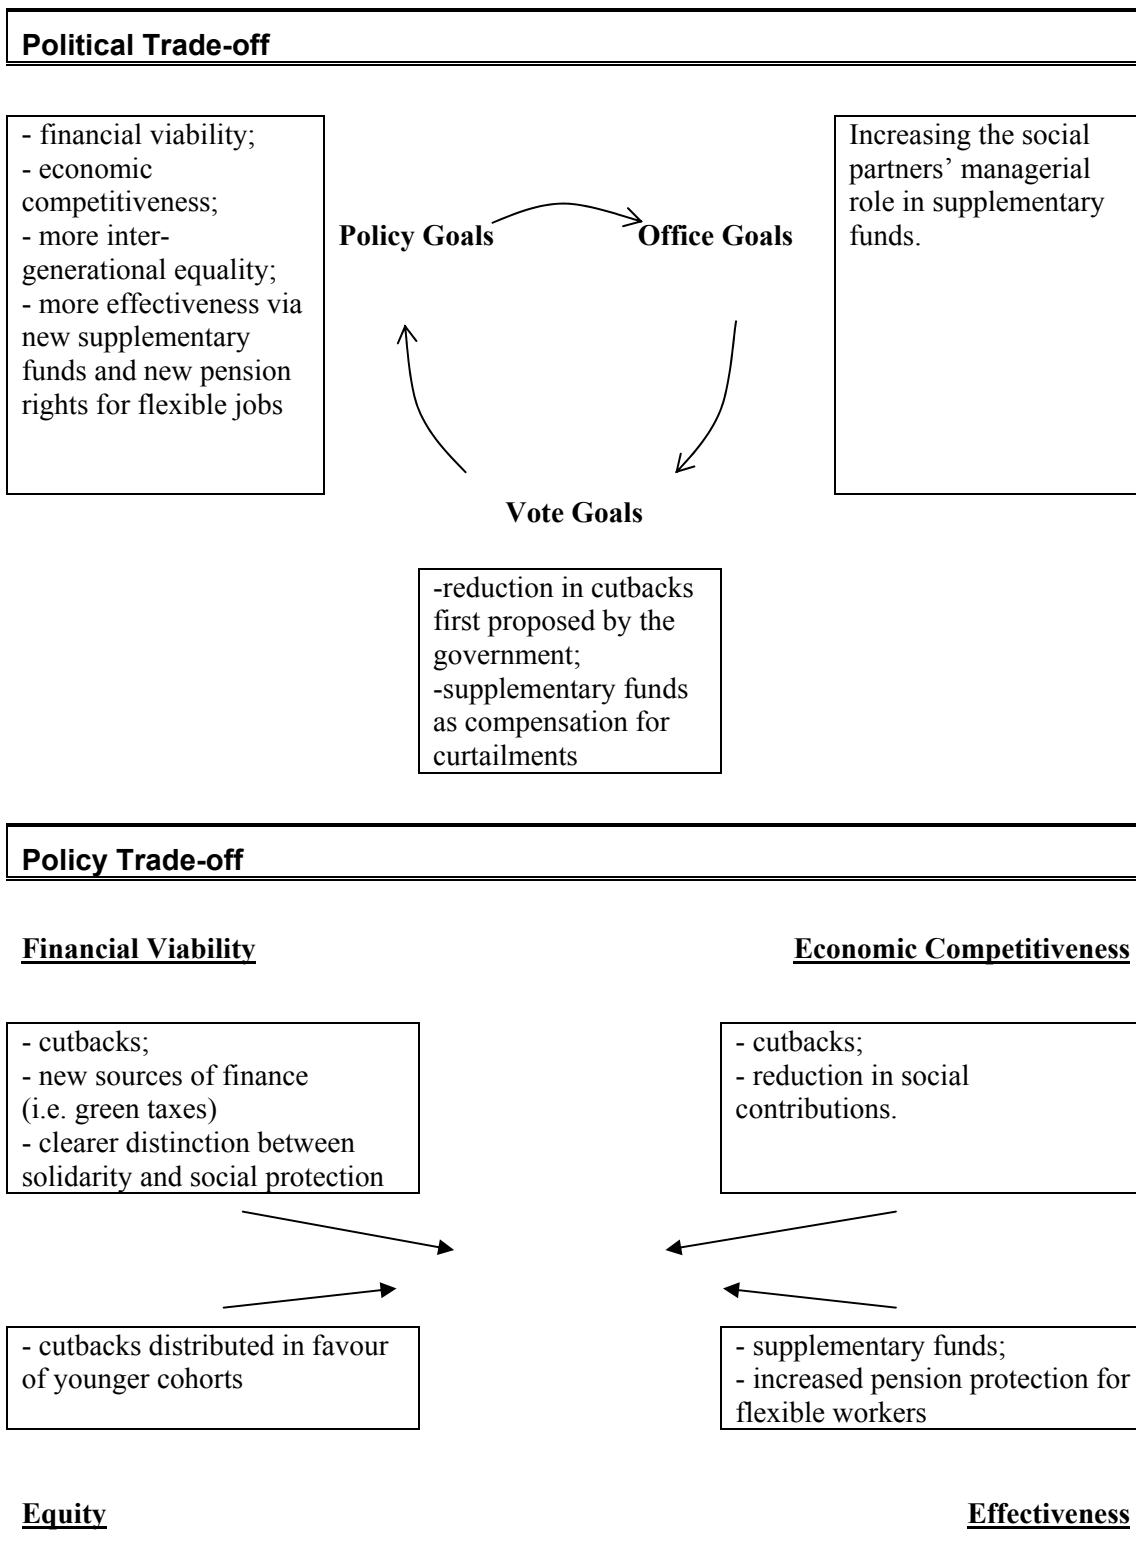 Political Trade-off
- financial viability;
- economic
competitiveness;
- more inter-
generational equality;
- more effectiveness via
new supplementary
funds and new pension
rights for flexible jobs
Policy Goals
Office Goals
Increasing the social
partners’ managerial
role in supplementary
funds.
Vote Goals
-reduction in cutbacks
first proposed by the
government;
-supplementary funds
as compensation for
curtailments
Policy Trade-off
Financial Viability
Economic Competitiveness
- cutbacks;
- new sources of finance
(i.e. green taxes)
- clearer distinction between
solidarity and social protection
- cutbacks;
- reduction in social
contributions.
- cutbacks distributed in favour
of younger cohorts
- supplementary funds;
- increased pension protection for
flexible workers
Equity
Effectiveness